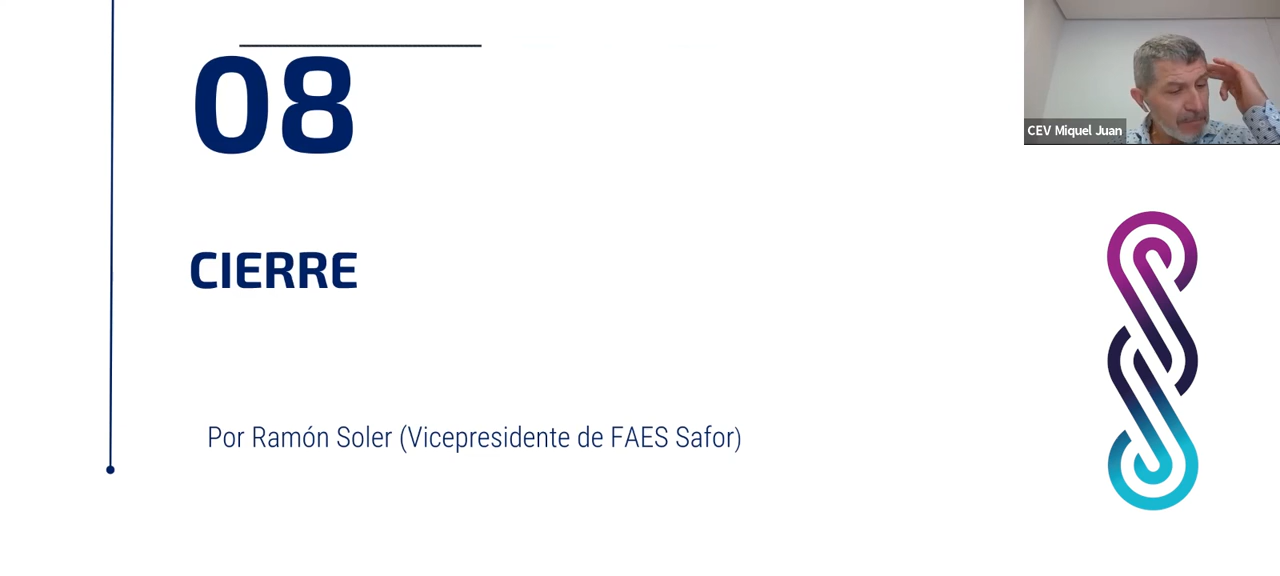 08
CIERRE
Por Ramón Soler (Vicepresidente de FAES Safor)
CEV Miquel Juan